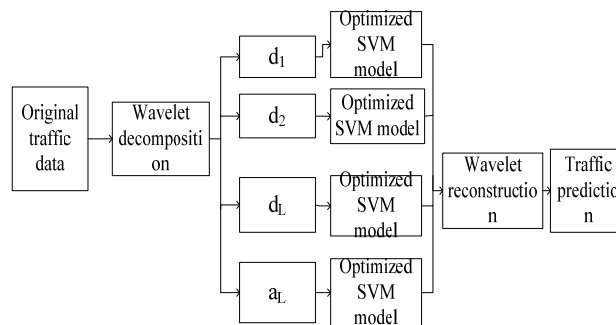 Original
traffic
data
Wavelet
decompositi
on
d1
Optimized
SVM
model
d2
Optimized
SVM model
dL
Optimized
SVM
model
aL
Optimized
SVM
model
Wavelet
reconstructio
n
Traffic
predictio
n